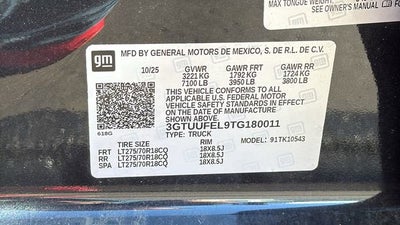 MAX TONGUE WEIGHT
SEE OWNER'S MANUAL FO
gm
MFD BY GENERAL MOTORS DE MEXICO, S. DE R.L. DE C.V.
10/25 GVWR GAWR FRT GAWR RR
3221 KG 1792 KG 1724 KG
7100 LB 3950 LB 3800 LB
THIS VEHICLE CONFORMS TO ALL
APPLICABLE U.S. FEDERAL MOTOR
VEHICLE SAFETY STANDARDS IN EFFECT
ON THE DATE OF MANUFACTURE
SHOWN ABOVE.
3GTUUFEL9TG180011
618G TYPE: TRUCK MODEL: 91TK10543
TIRE SIZE RIM
FRT LT275/70R18CQ 18X8.5J
RR LT275/70R18CQ 18X8.5J
SPA LT275/70R18CQ 18X8.5J